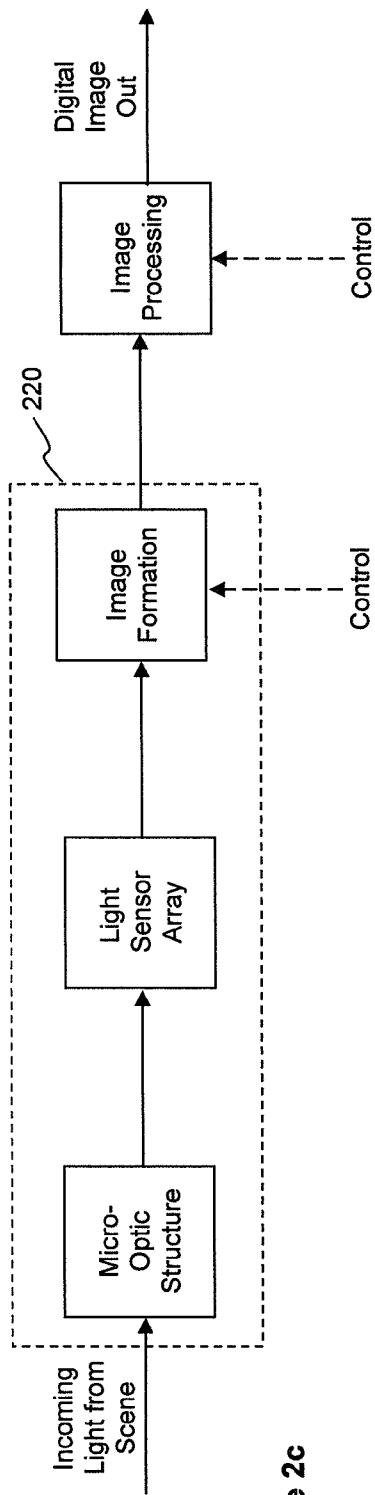 Incoming
Light from
Scene
Micro-
Optic
Structure
Light
Sensor
Array
220
Image
Formation
Control
Image
Processing
Control
Digital
Image
Out
2c